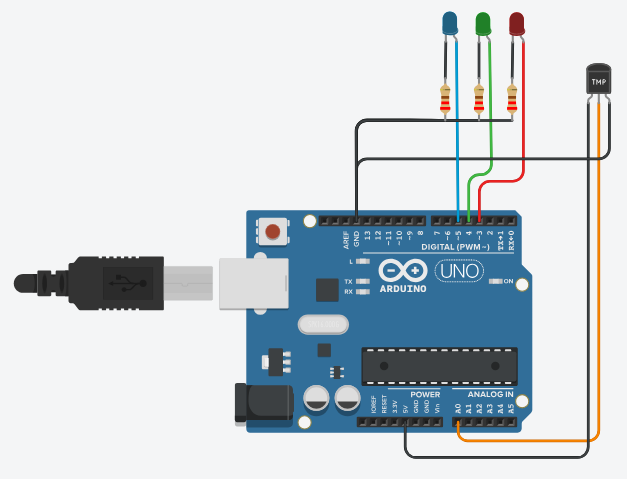 TMP
AREF
GND
13
12
~11
~10
~9
8
7
~6
~5
4
~3
2
TX→1
RX←0
DIGITAL (PWM~)
L
TX
RX
ARDUINO
UNO
ON
POWER
ANALOG IN
IOREF
RESET
3.3V
5V
GND
GND
Vin
A0
A1
A2
A3
A4
A5